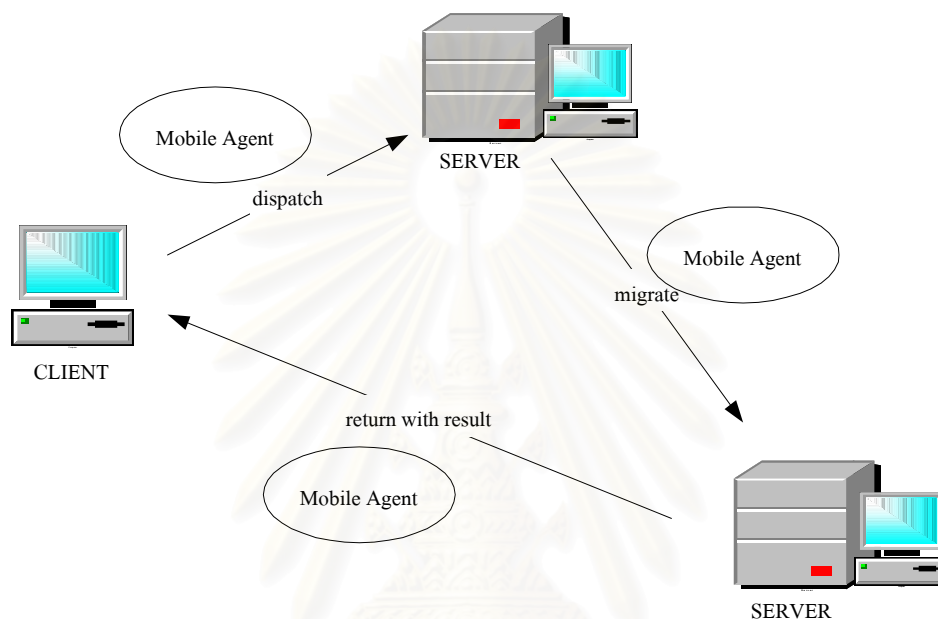 SERVER
Mobile Agent
dispatch
Mobile Agent
migrate
CLIENT
return with result
Mobile Agent
SERVER